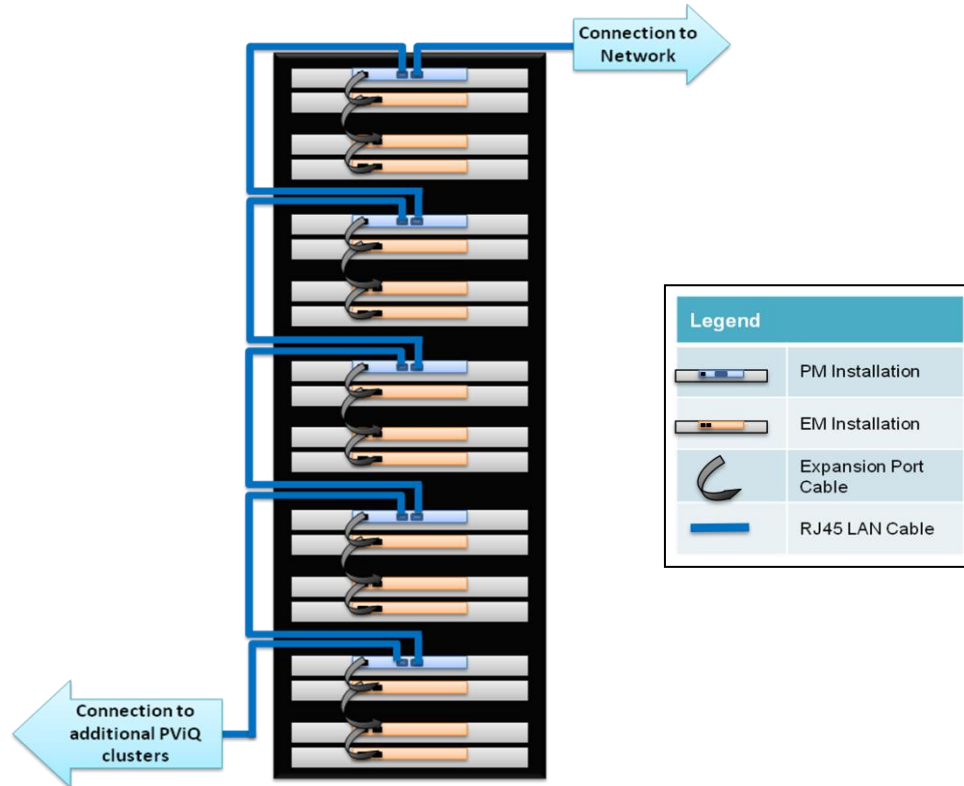 Connection to
Network
Legend
PM Installation
EM Installation
Expansion Port
Cable
RJ45 LAN Cable
Connection to
additional PViQ
clusters